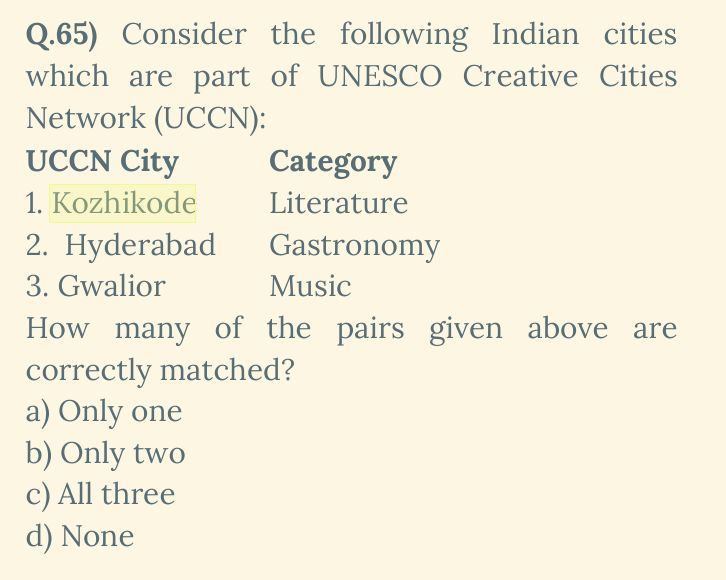 Q.65) Consider the following Indian cities
which are part of UNESCO Creative Cities
Network (UCCN):
UCCN City Category
1. Kozhikode Literature
2. Hyderabad Gastronomy
3. Gwalior Music
How many of the pairs given above are
correctly matched?
a) Only one
b) Only two
c) All three
d) None